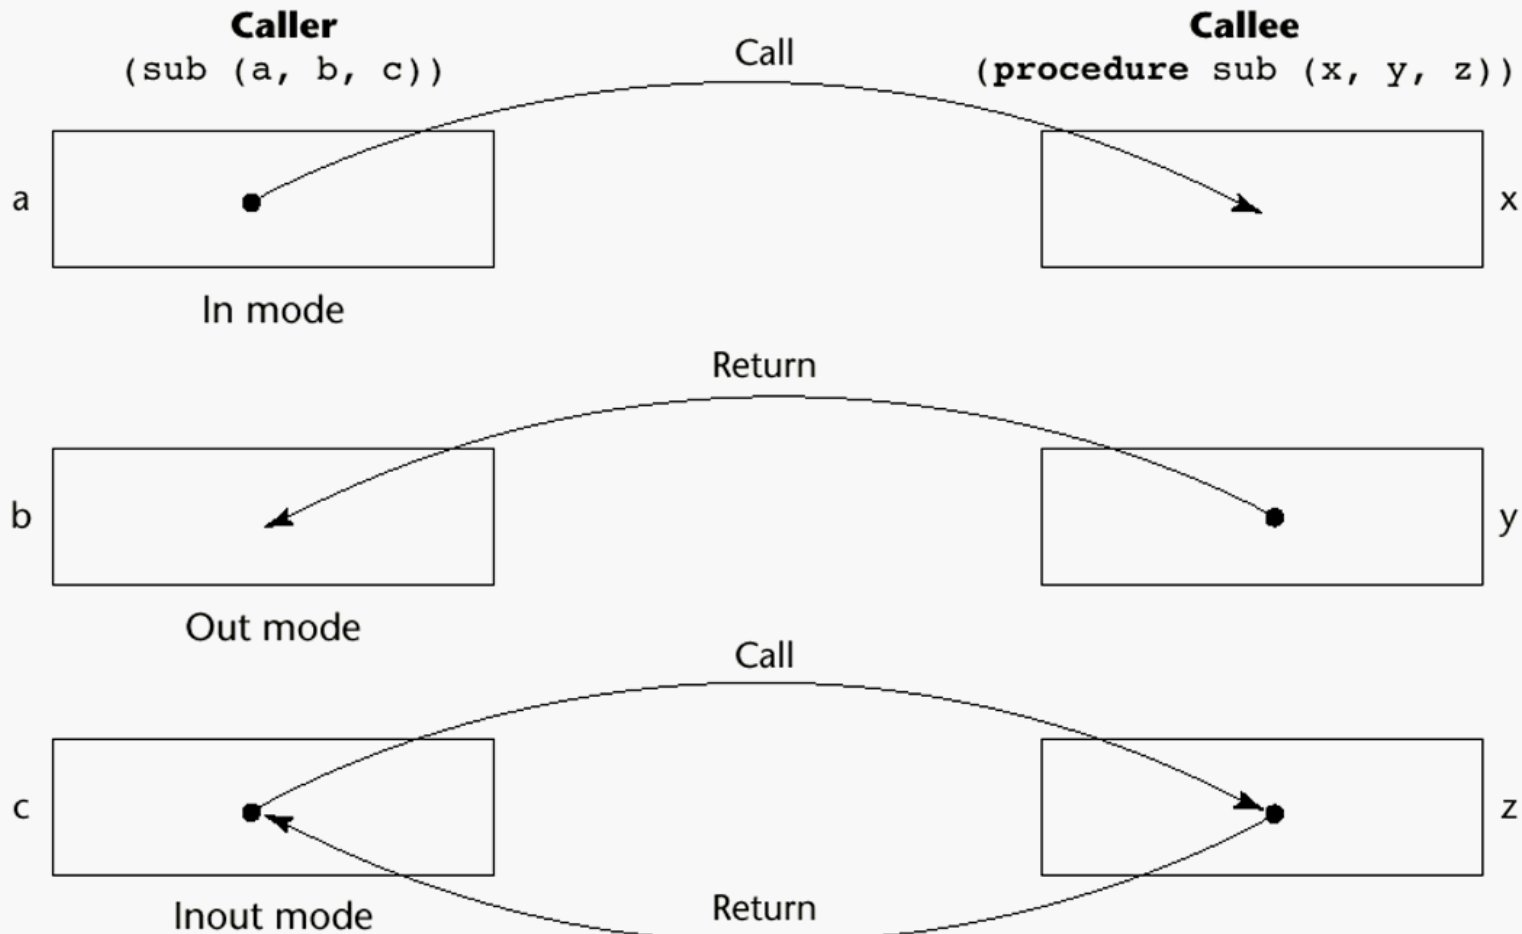 Caller
Callee
(sub (a, b, c))
Call
(procedure sub (x, y, z))
a
x
In mode
Return
b
y
Out mode
Call
c
z
Inout mode
Return